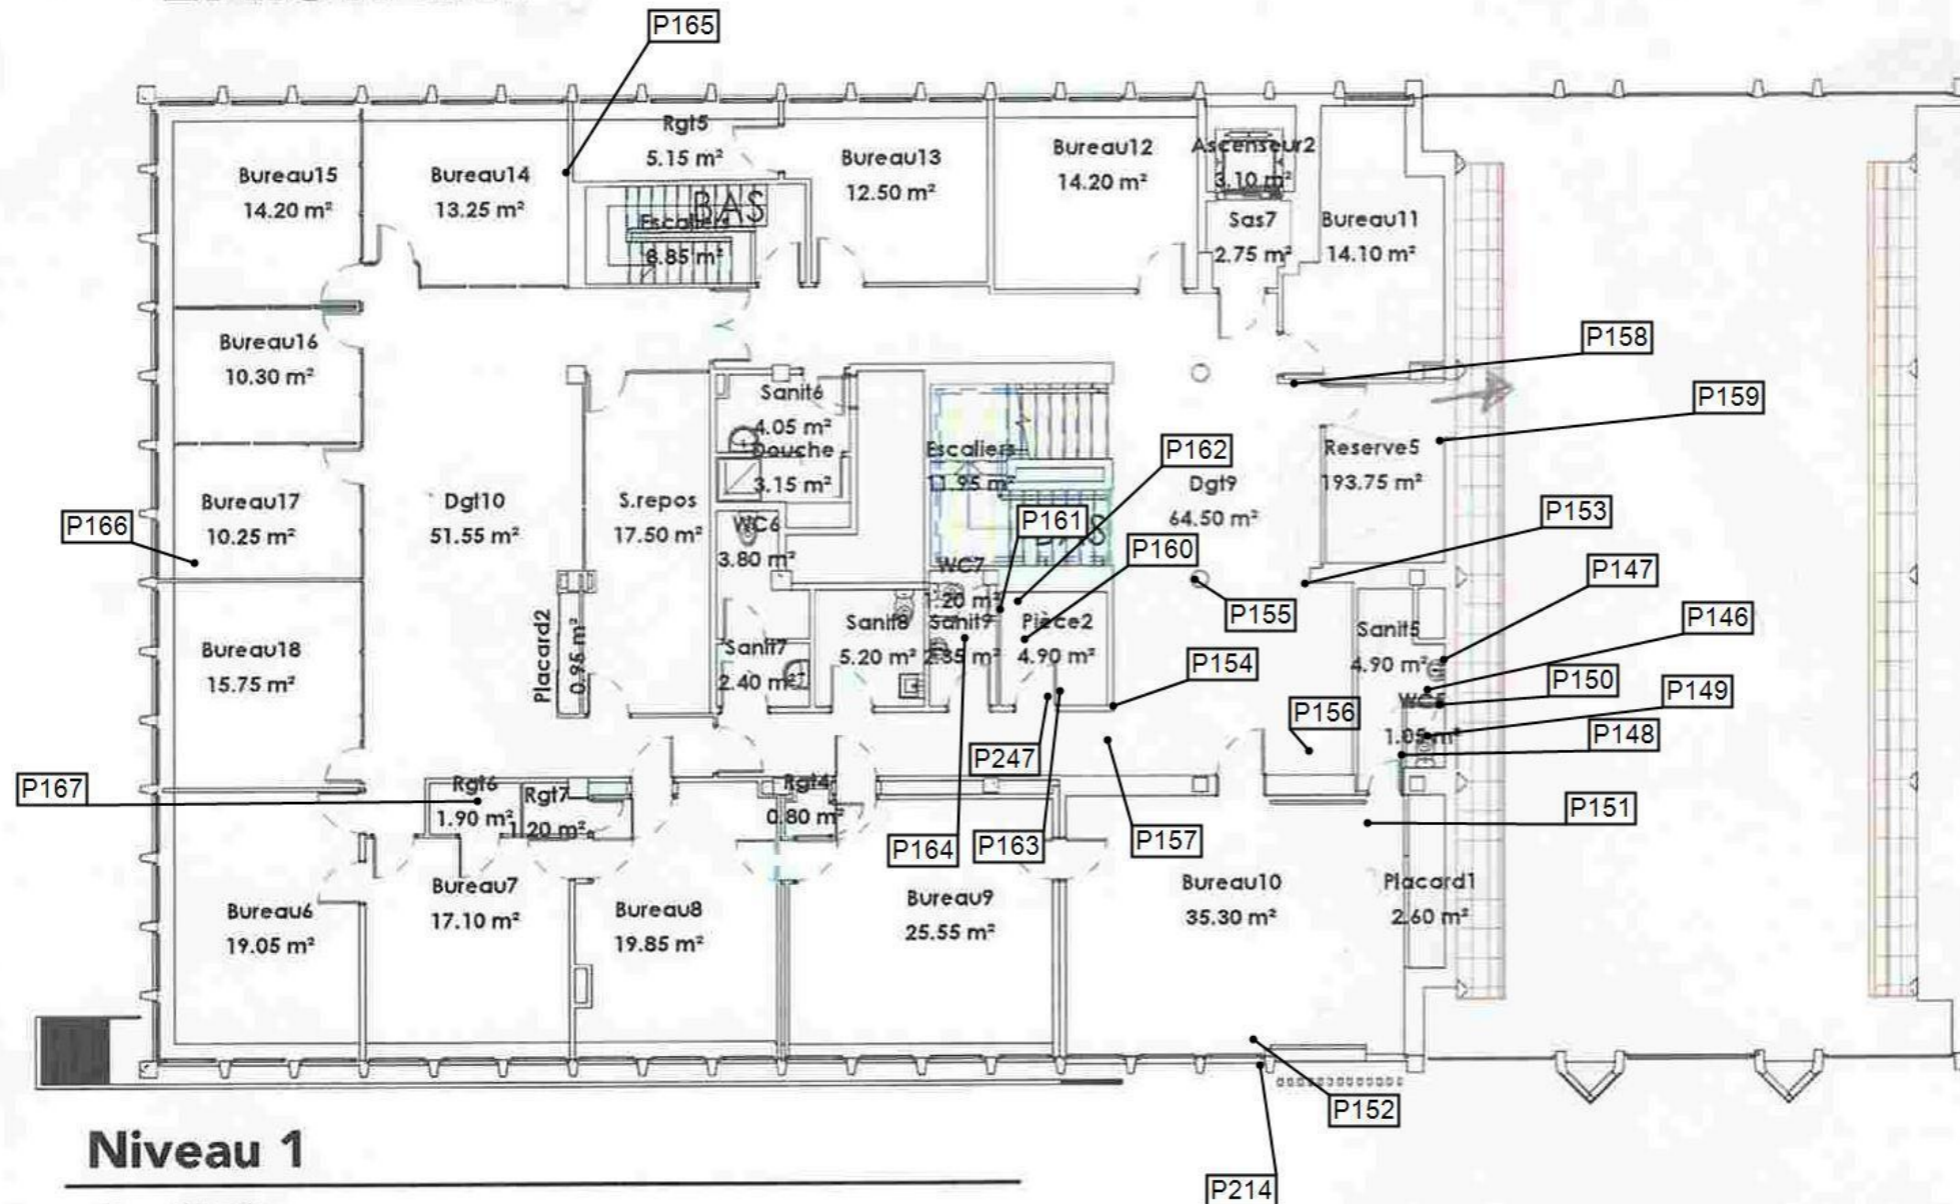 P165
Rgt5
5.15 m²
Bureau15
14.20 m²
Bureau14
13.25 m²
Bureau13
12.50 m²
Bureau12
14.20 m²
Ascenseur2
3.10 m²
BAS
Escaliers
8.85 m²
Sas7
2.75 m²
Bureau11
14.10 m²
P158
Bureau16
10.30 m²
P159
Sanit6
4.05 m²
Douche
3.15 m²
Escaliers
11.95 m²
P162
Reserve5
193.75 m²
Dgt9
64.50 m²
Bureau17
10.25 m²
Dgt10
51.55 m²
S.repos
17.50 m²
P166
WC6
3.80 m²
P161
P153
P160
P147
WC7
1.20 m²
P155
P146
Bureau18
15.75 m²
Placard2
0.95 m²
Sanit7
2.40 m²
Sanit8
5.20 m²
Sanit9
2.35 m²
Pièce2
4.90 m²
Sanit5
4.90 m²
P154
P150
P149
WC5
1.05 m²
P156
P148
P247
P167
Rgt6
1.90 m²
Rgt7
1.20 m²
Rgt4
0.80 m²
P164
P163
P157
P151
Bureau6
19.05 m²
Bureau7
17.10 m²
Bureau8
19.85 m²
Bureau9
25.55 m²
Bureau10
35.30 m²
Placard1
2.60 m²
P152
Niveau 1
P214